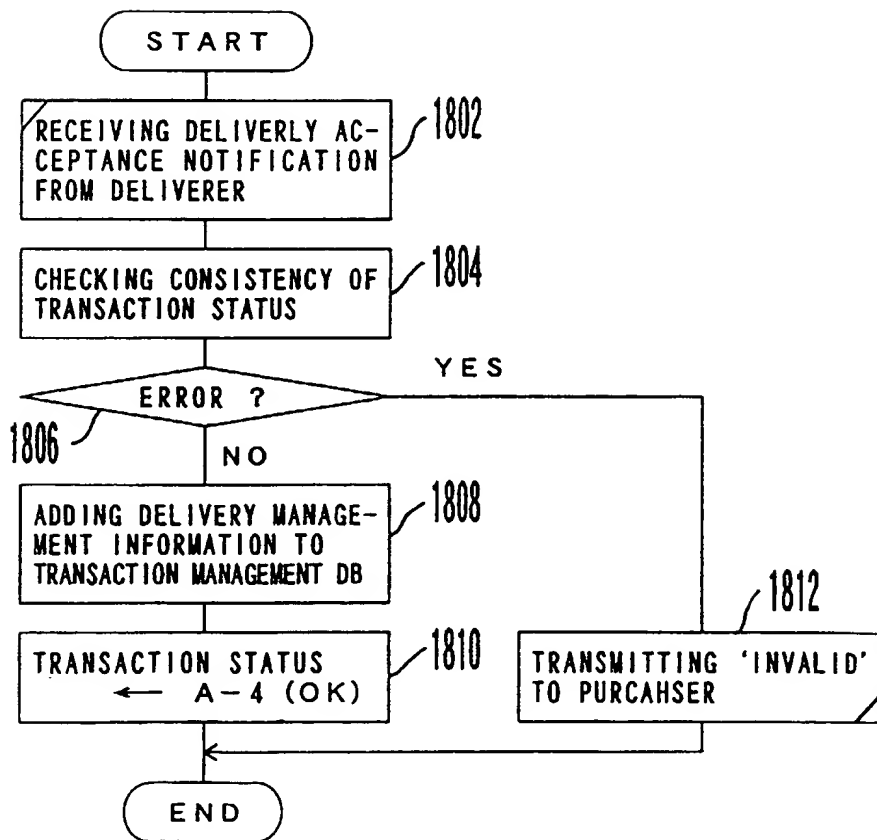 START
RECEIVING DELIVERLY AC-
CEPTANCE NOTIFICATION
FROM DELIVERER
1802
CHECKING CONSISTENCY OF
TRANSACTION STATUS
1804
ERROR ?
YES
1806
NO
ADDING DELIVERY MANAGE-
MENT INFORMATION TO
TRANSACTION MANAGEMENT DB
1808
TRANSACTION STATUS
← A-4 (OK)
1810
TRANSMITTING 'INVALID'
TO PURCAHSER
1812
END